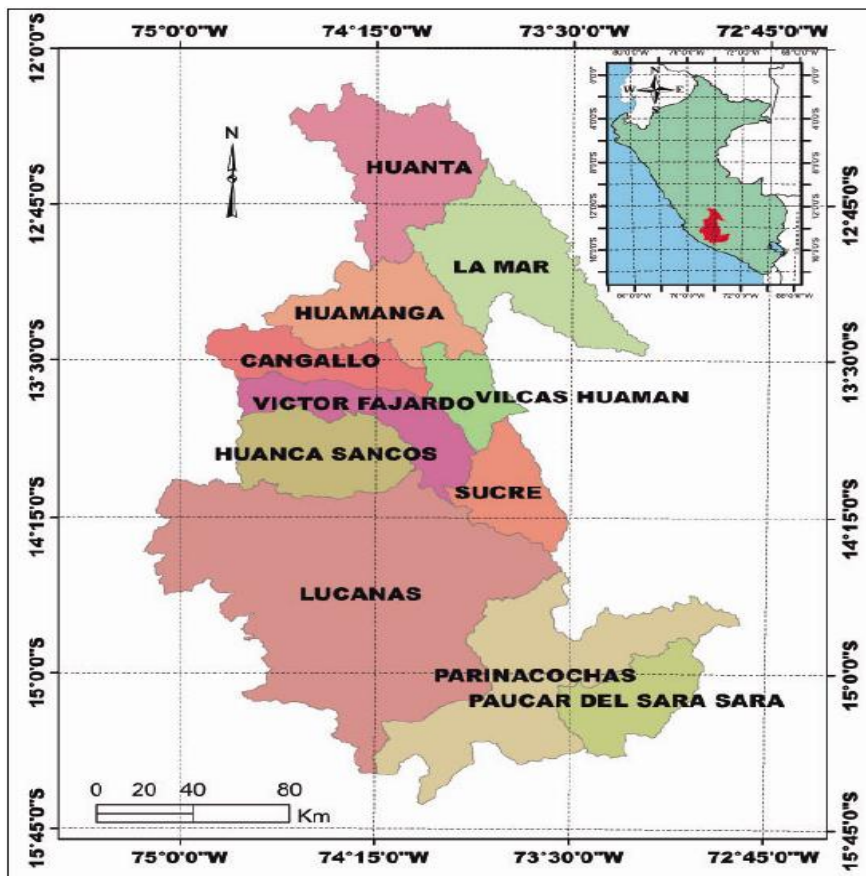 75°0'0"W 74°15'0"W 73°30'0"W 72°45'0"W
12°0'0"S
12°45'0"S
13°30'0"S
14°15'0"S
15°0'0"S
15°45'0"S
N
HUANTA
LA MAR
HUAMANGA
CANGALLO
VILCAS HUAMAN
VICTOR FAJARDO
HUANCA SANCOS
SUCRE
LUCANAS
PARINACOCHAS
PAUCAR DEL SARA SARA
0 20 40 80
Km
N
W E
S
12°45'0"S
13°30'0"S
14°15'0"S
15°0'0"S
15°45'0"S
75°0'0"W 74°15'0"W 73°30'0"W 72°45'0"W